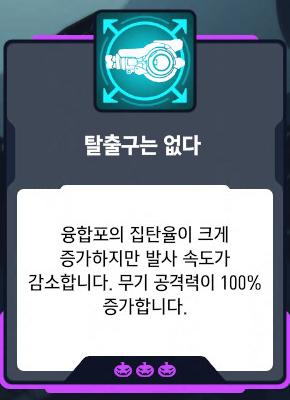 탈출구는 없다
융합포의 집탄율이 크게
증가하지만 발사 속도가
감소합니다. 무기 공격력이 100%
증가합니다.